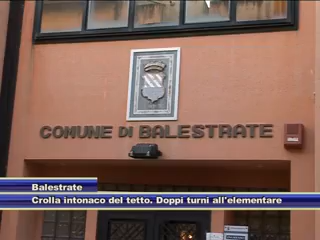 COMUNE DI BALESTRATE
Balestrate
Crolla intonaco del tetto. Doppi turni all'elementare